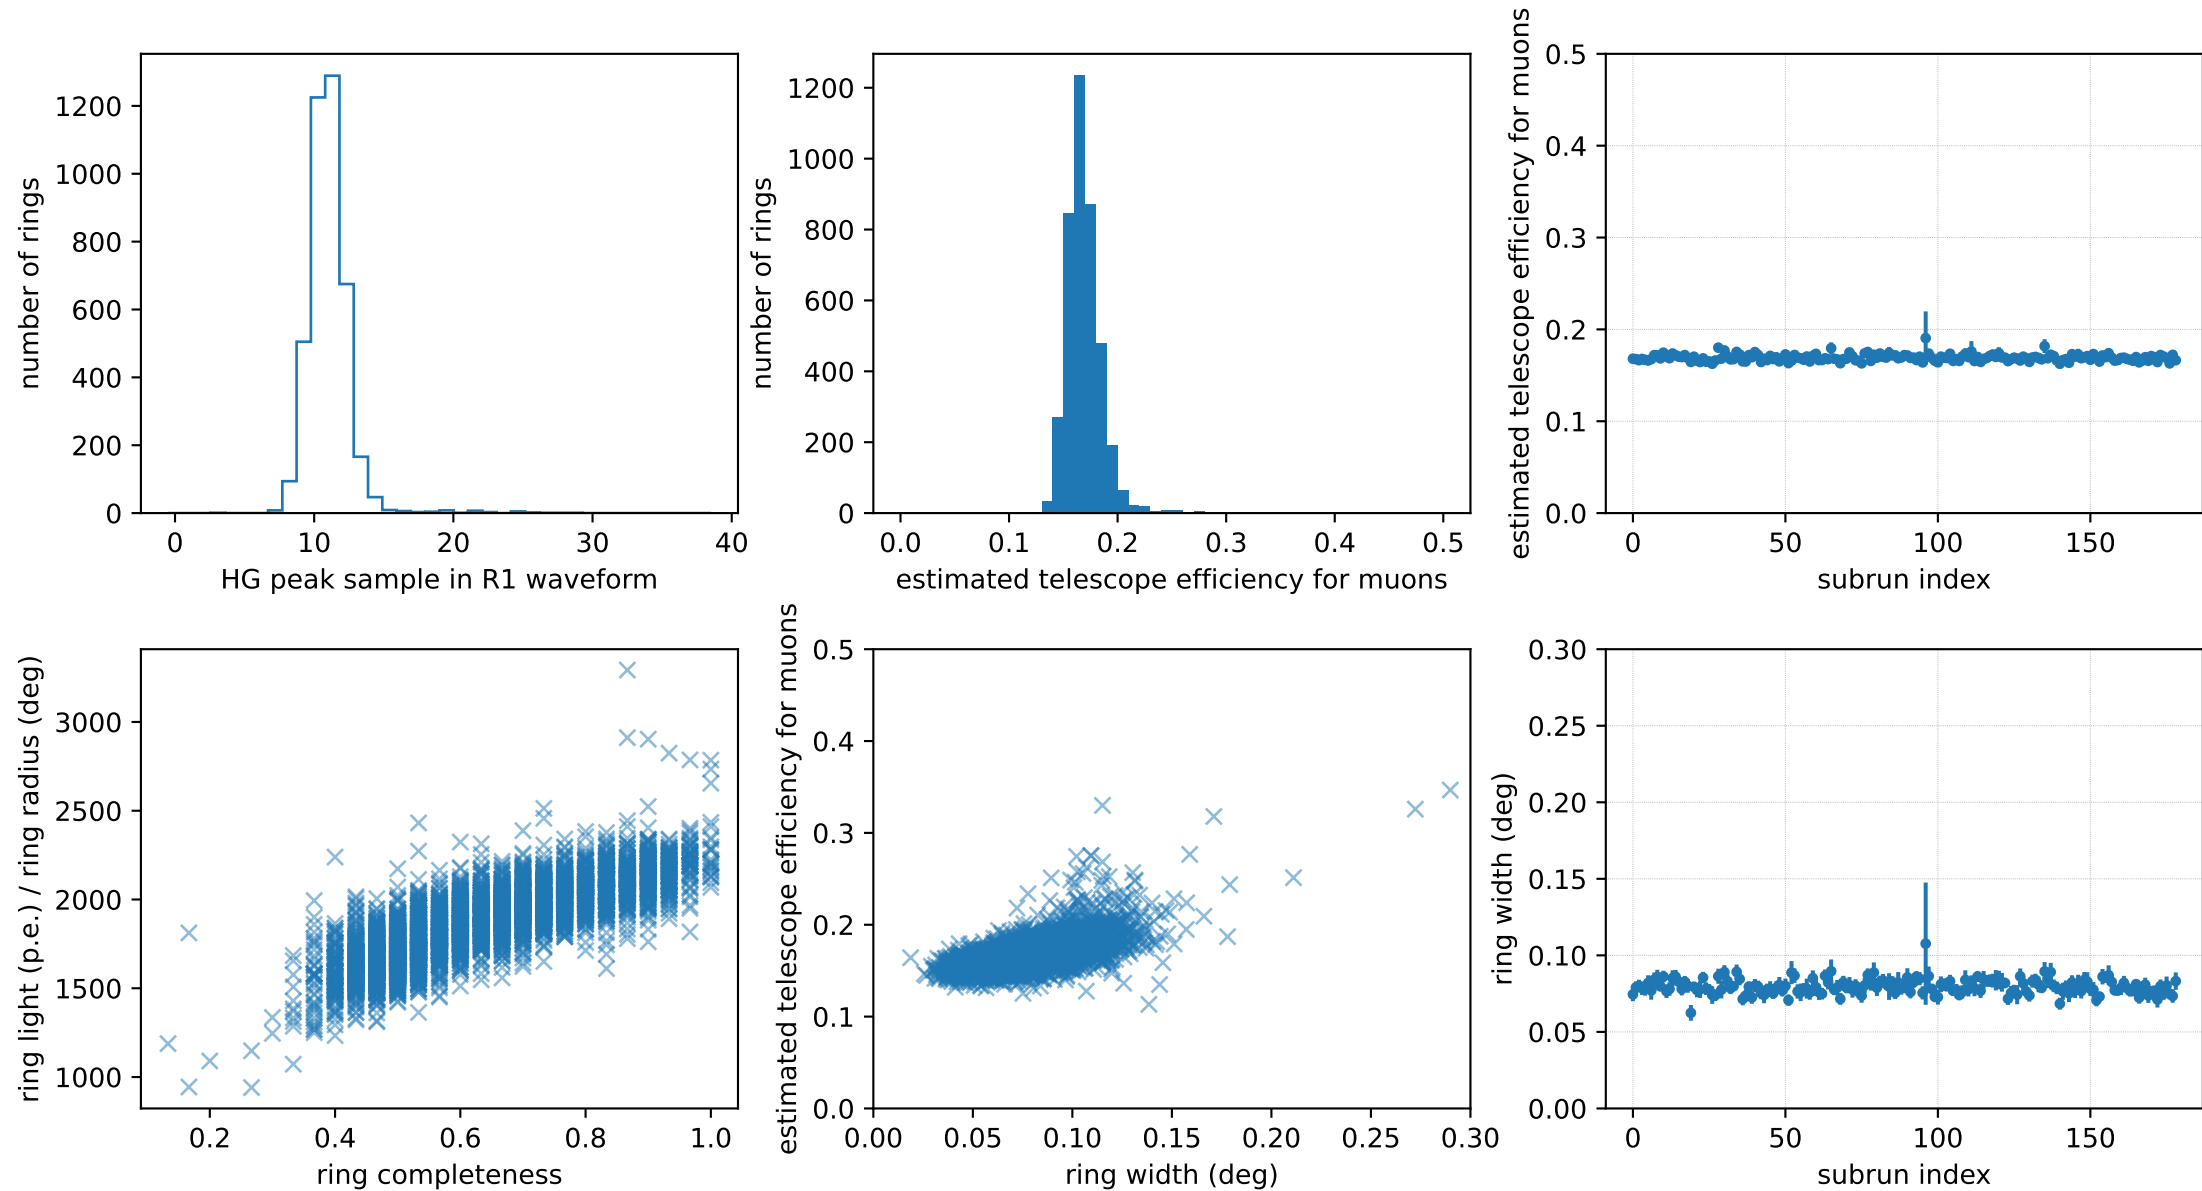 number of rings
1200
1000
800
600
400
200
0
0 10 20 30 40
HG peak sample in R1 waveform
number of rings
1200
1000
800
600
400
200
0
0.0 0.1 0.2 0.3 0.4 0.5
estimated telescope efficiency for muons
estimated telescope efficiency for muons
0.5
0.4
0.3
0.2
0.1
0.0
0 50 100 150
subrun index
ring light (p.e.) / ring radius (deg)
3000
2500
2000
1500
1000
0.2 0.4 0.6 0.8 1.0
ring completeness
estimated telescope efficiency for muons
0.5
0.4
0.3
0.2
0.1
0.0
0.00 0.05 0.10 0.15 0.20 0.25 0.30
ring width (deg)
ring width (deg)
0.30
0.25
0.20
0.15
0.10
0.05
0.00
0 50 100 150
subrun index